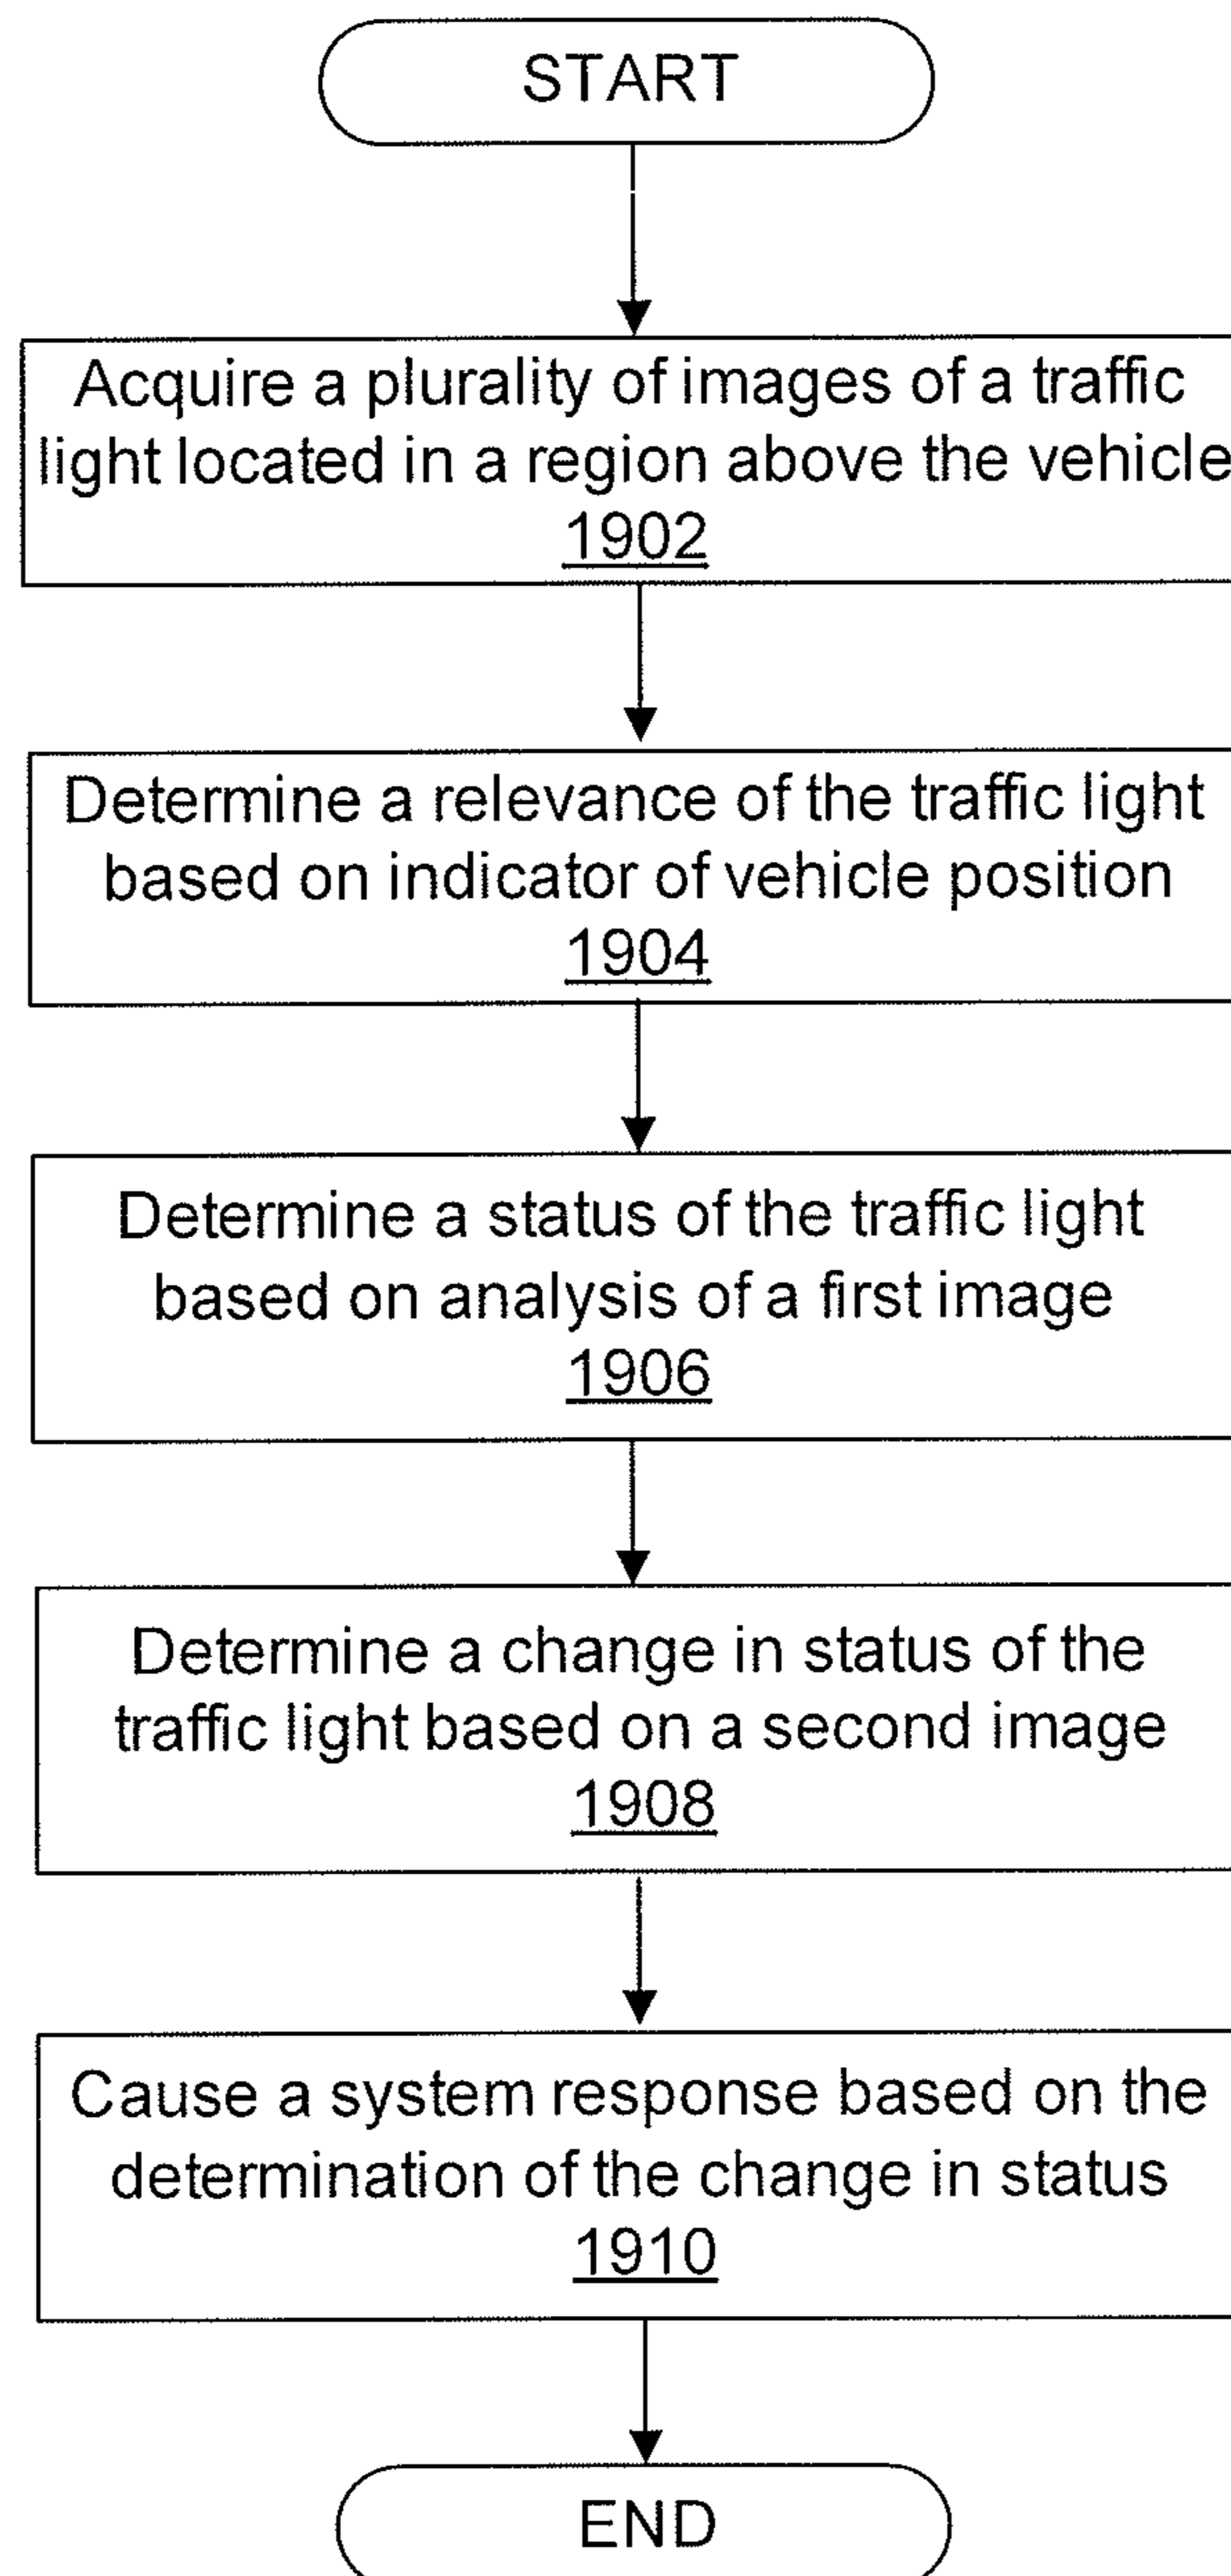 START
Acquire a plurality of images of a traffic
light located in a region above the vehicle
1902
Determine a relevance of the traffic light
based on indicator of vehicle position
1904
Determine a status of the traffic light
based on analysis of a first image
1906
Determine a change in status of the
traffic light based on a second image
1908
Cause a system response based on the
determination of the change in status
1910
END